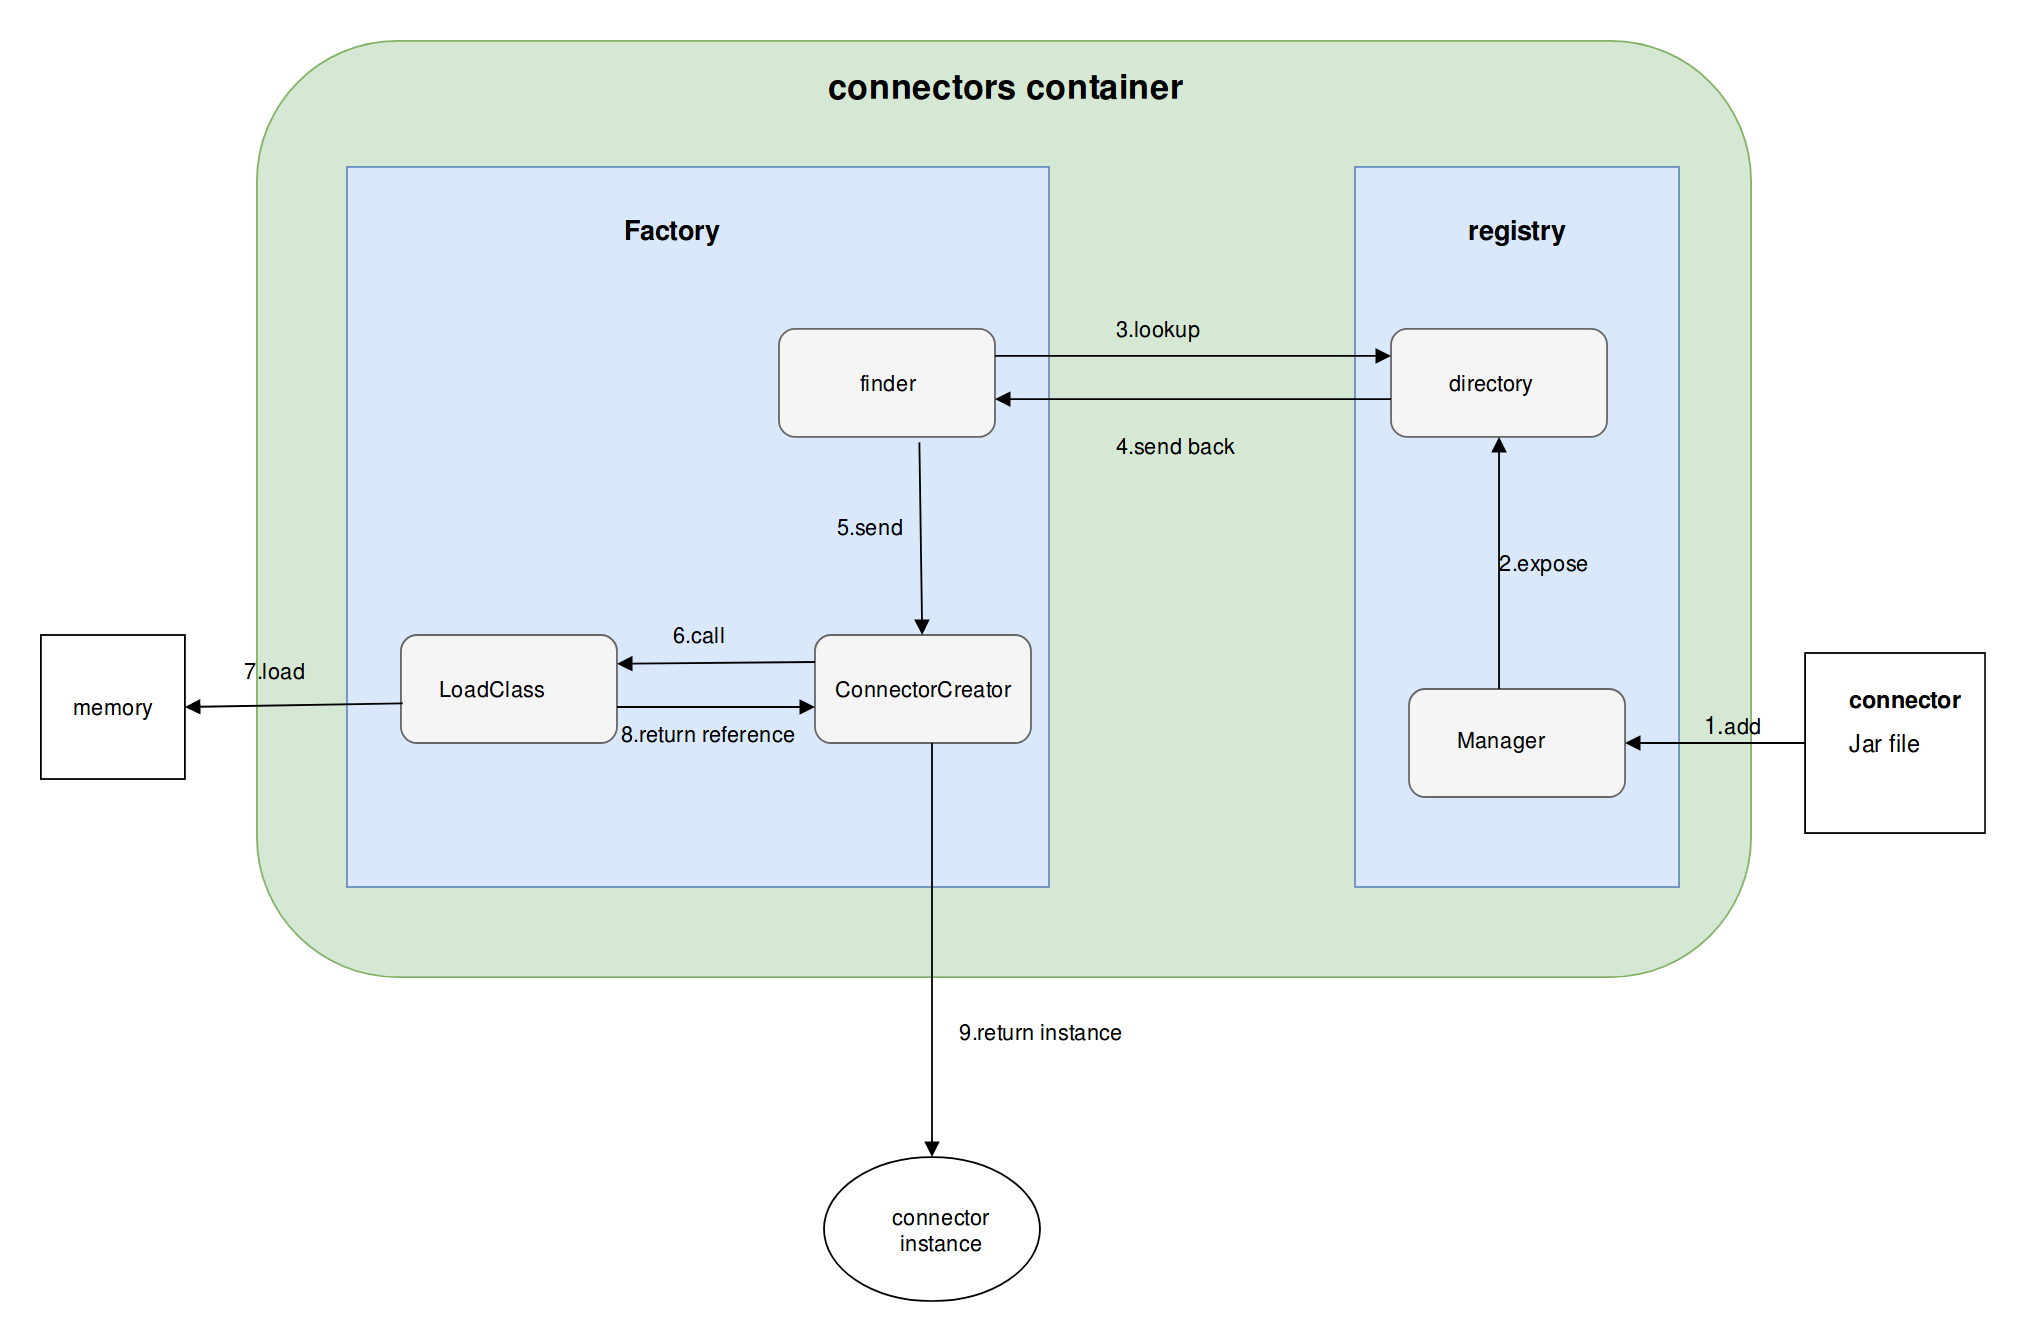 connectors container
Factory
registry
3.lookup
finder
directory
4.send back
5.send
2.expose
6.call
7.load
LoadClass
ConnectorCreator
connector
memory
1.add
8.return reference
Manager
Jar file
9.return instance
connector
instance